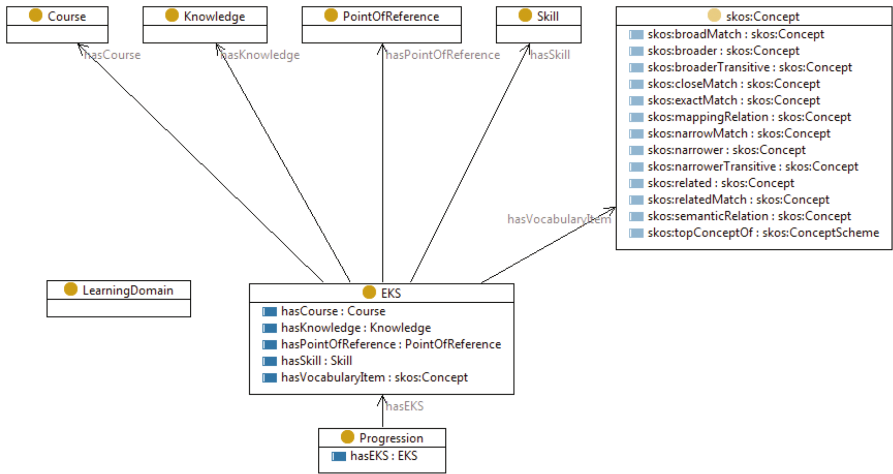 Course
Knowledge
PointOfReference
Skill
skos:Concept
skos:broadMatch : skos:Concept
skos:broader : skos:Concept
skos:broaderTransitive : skos:Concept
skos:closeMatch : skos:Concept
skos:exactMatch : skos:Concept
skos:mappingRelation : skos:Concept
skos:narrowMatch : skos:Concept
skos:narrower : skos:Concept
skos:narrowerTransitive : skos:Concept
skos:related : skos:Concept
skos:relatedMatch : skos:Concept
skos:semanticRelation : skos:Concept
skos:topConceptOf : skos:ConceptScheme
hasCourse
hasKnowledge
hasPointOfReference
hasSkill
hasVocabularyItem
LearningDomain
EKS
hasCourse : Course
hasKnowledge : Knowledge
hasPointOfReference : PointOfReference
hasSkill : Skill
hasVocabularyItem : skos:Concept
hasEKS
Progression
hasEKS : EKS